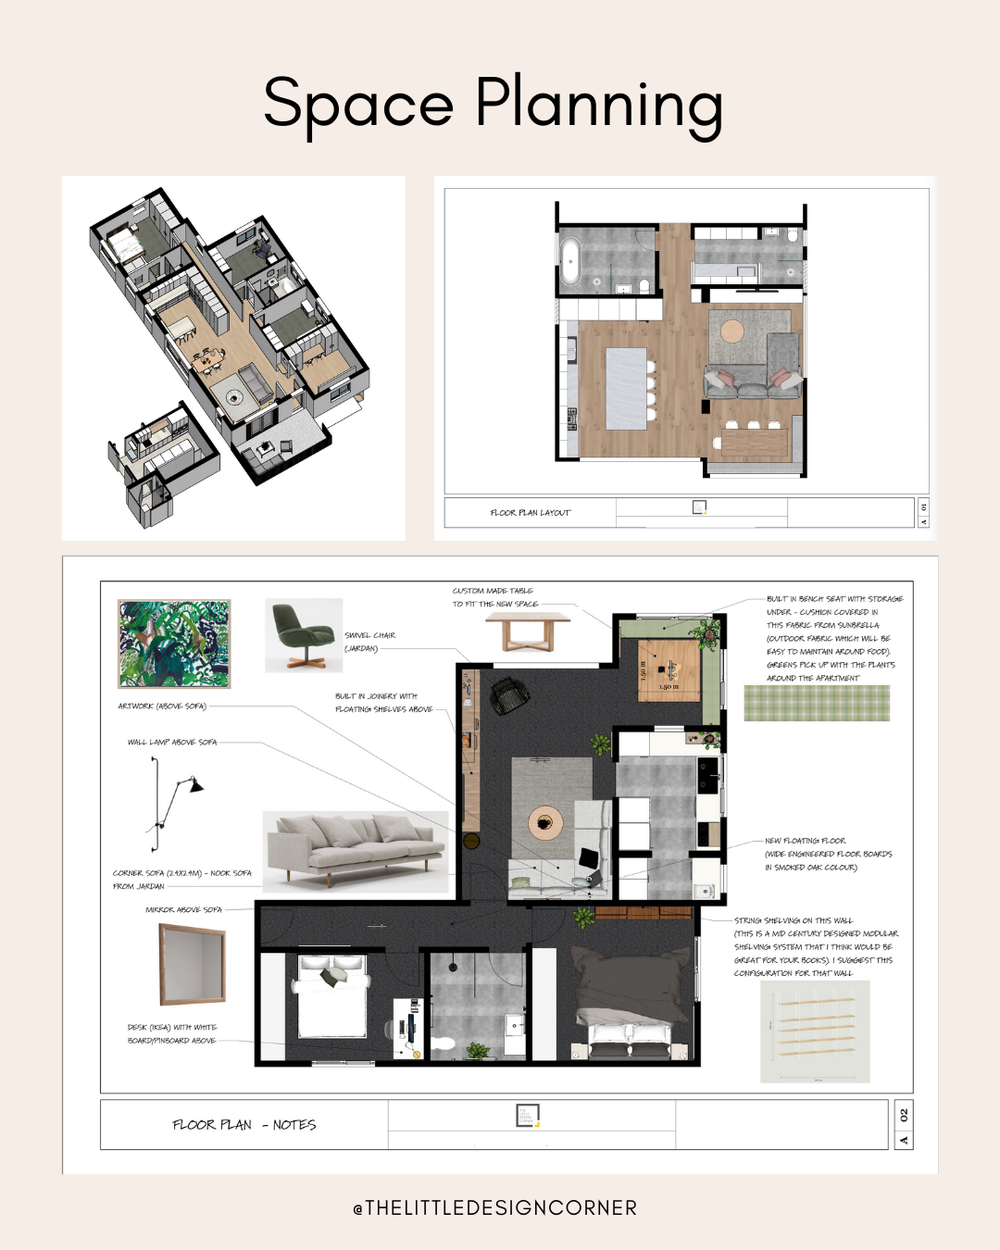 Space Planning
FLOOR PLAN LAYOUT
A 01
CUSTOM MADE TABLE
TO FIT THE NEW SPACE
SWIVEL CHAIR
(JARDAN)
BUILT IN JOINERY WITH
FLOATING SHELVES ABOVE
ARTWORK (ABOVE SOFA)
WALL LAMP ABOVE SOFA
CORNER SOFA (2.4X2.4M) - NOOK SOFA
FROM JARDAN
MIRROR ABOVE SOFA
DESK (IKEA) WITH WHITE
BOARD/PINBOARD ABOVE
1.50 m
1.50 m
BUILT IN BENCH SEAT WITH STORAGE
UNDER - CUSHION COVERED IN
THIS FABRIC FROM SUNBRELLA
(OUTDOOR FABRIC WHICH WILL BE
EASY TO MAINTAIN AROUND FOOD).
GREENS PICK UP WITH THE PLANTS
AROUND THE APARTMENT
NEW FLOATING FLOOR
(WIDE ENGINEERED FLOOR BOARDS
IN SMOKED OAK COLOUR)
STRING SHELVING ON THIS WALL
(THIS IS A MID CENTURY DESIGNED MODULAR
SHELVING SYSTEM THAT I THINK WOULD BE
GREAT FOR YOUR BOOKS). I SUGGEST THIS
CONFIGURATION FOR THAT WALL
FLOOR PLAN - NOTES
A 02
@THELITTLEDESIGNCORNER